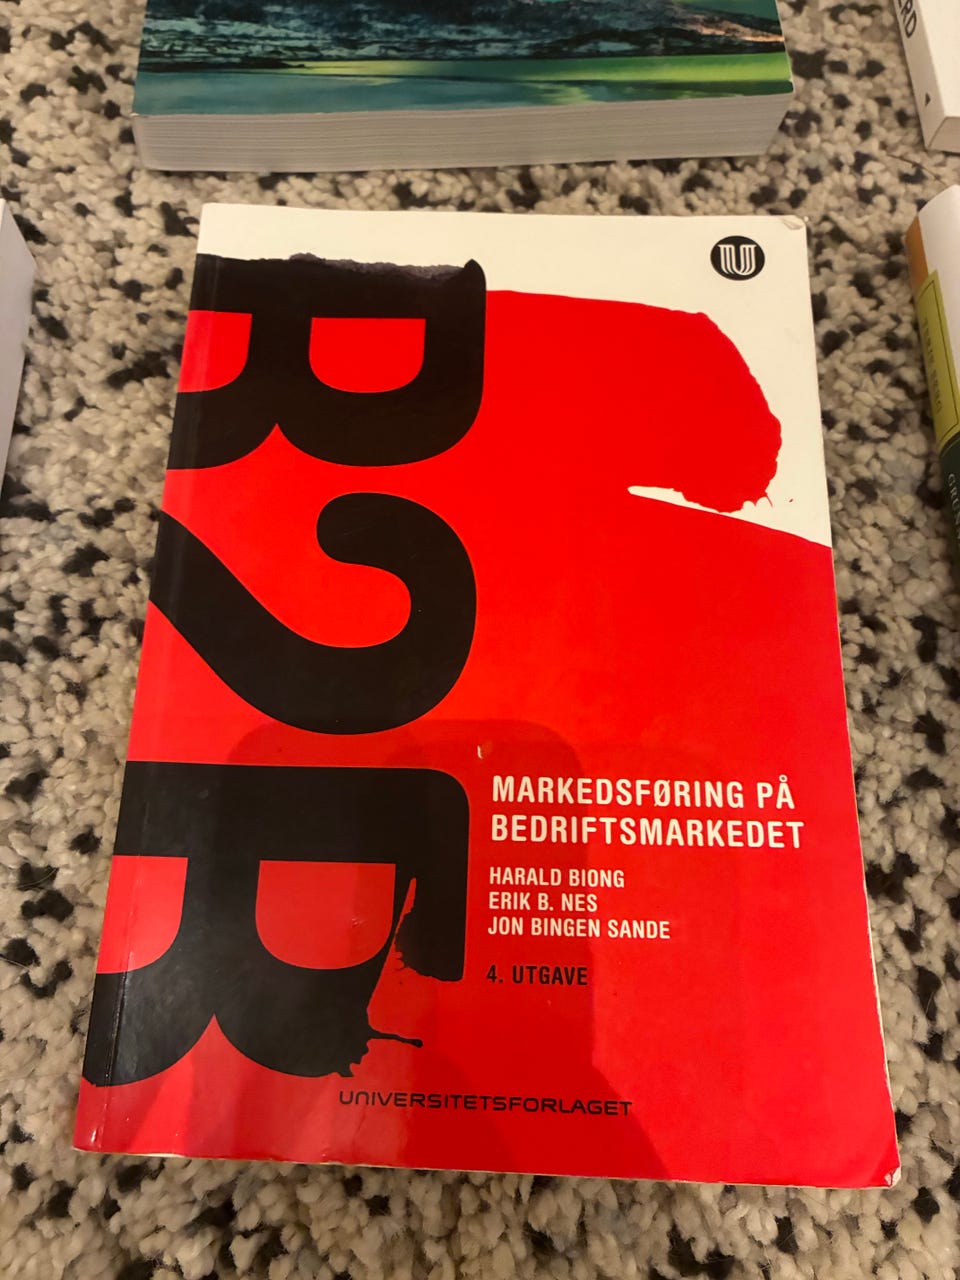 B2B
MARKEDSFØRING PÅ
BEDRIFTSMARKEDET
HARALD BIONG
ERIK B. NES
JON BINGEN SANDE
4. UTGAVE
UNIVERSITETSFORLAGET